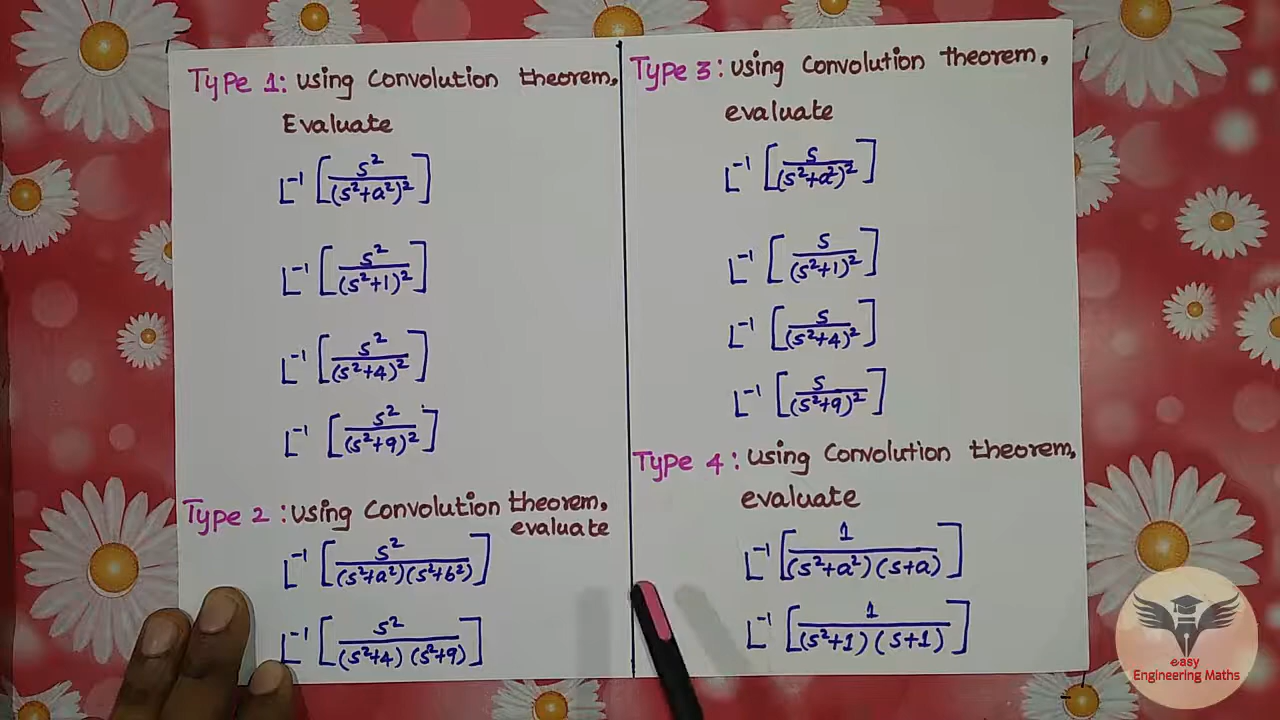 Type 1: using Convolution theorem,
Evaluate
L⁻¹ [s²/(s²+a²)²]
L⁻¹ [s²/(s²+1)²]
L⁻¹ [s²/(s²+4)²]
L⁻¹ [s²/(s²+9)²]
Type 2 : using Convolution theorem,
evaluate
L⁻¹ [s²/(s²+a²)(s²+b²)]
L⁻¹ [s²/(s²+4)(s²+9)]
Type 3 : using Convolution theorem,
evaluate
L⁻¹ [s/(s²+a²)²]
L⁻¹ [s/(s²+1)²]
L⁻¹ [s/(s²+4)²]
L⁻¹ [s/(s²+9)²]
Type 4 : using Convolution theorem,
evaluate
L⁻¹ [1/(s²+a²)(s+a)]
L⁻¹ [1/(s²+1)(s+1)]
easy
Engineering Maths